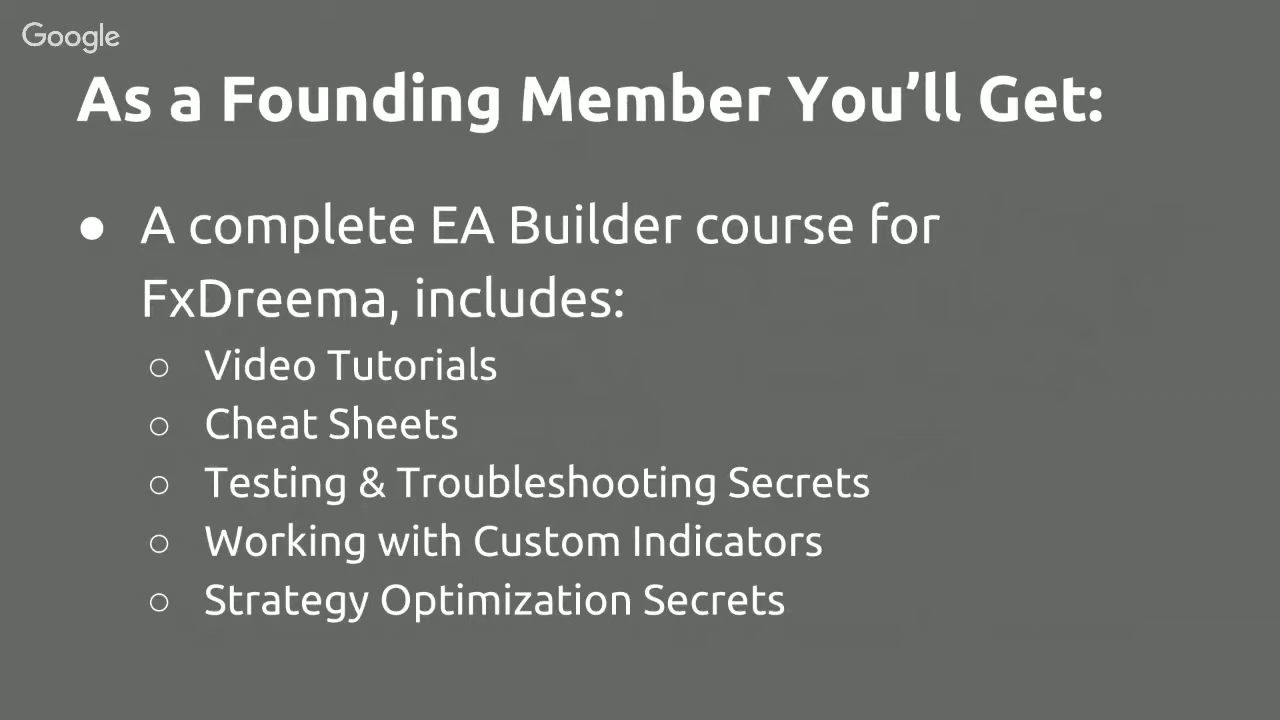 Google
As a Founding Member You’ll Get:
● A complete EA Builder course for
FxDreema, includes:
○ Video Tutorials
○ Cheat Sheets
○ Testing & Troubleshooting Secrets
○ Working with Custom Indicators
○ Strategy Optimization Secrets